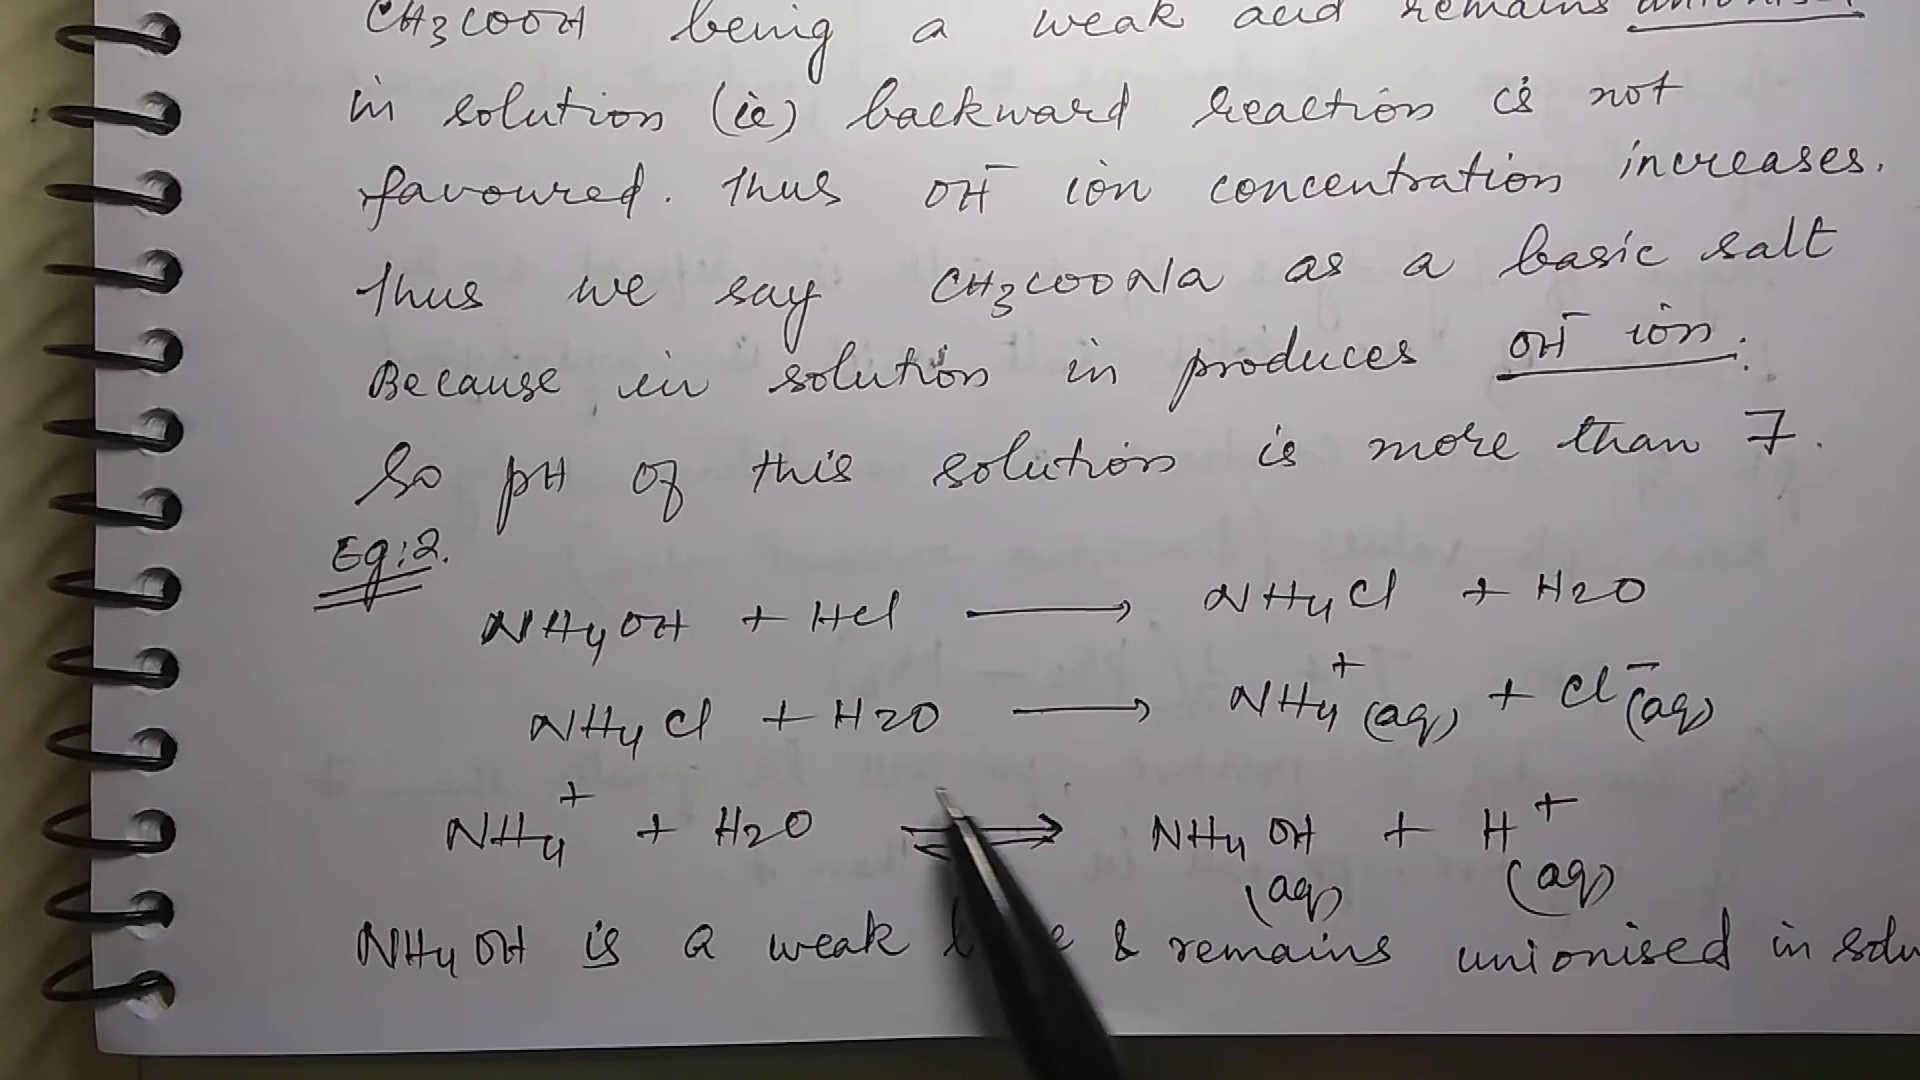 CH3COOH being a weak acid remains unionised
in solution (ie) backward reaction is not
favoured. Thus OH⁻ ion concentration increases.
Thus we say CH3COONa as a basic salt
Because in solution in produces OH⁻ ion.
So pH of this solution is more than 7.
Eg:2.
NH4OH + HCl ⟶ NH4Cl + H2O
NH4Cl + H2O ⟶ NH4⁺(aq) + Cl⁻(aq)
NH4⁺ + H2O ⇌ NH4OH(aq) + H⁺(aq)
NH4OH is a weak & remains unionised in solu